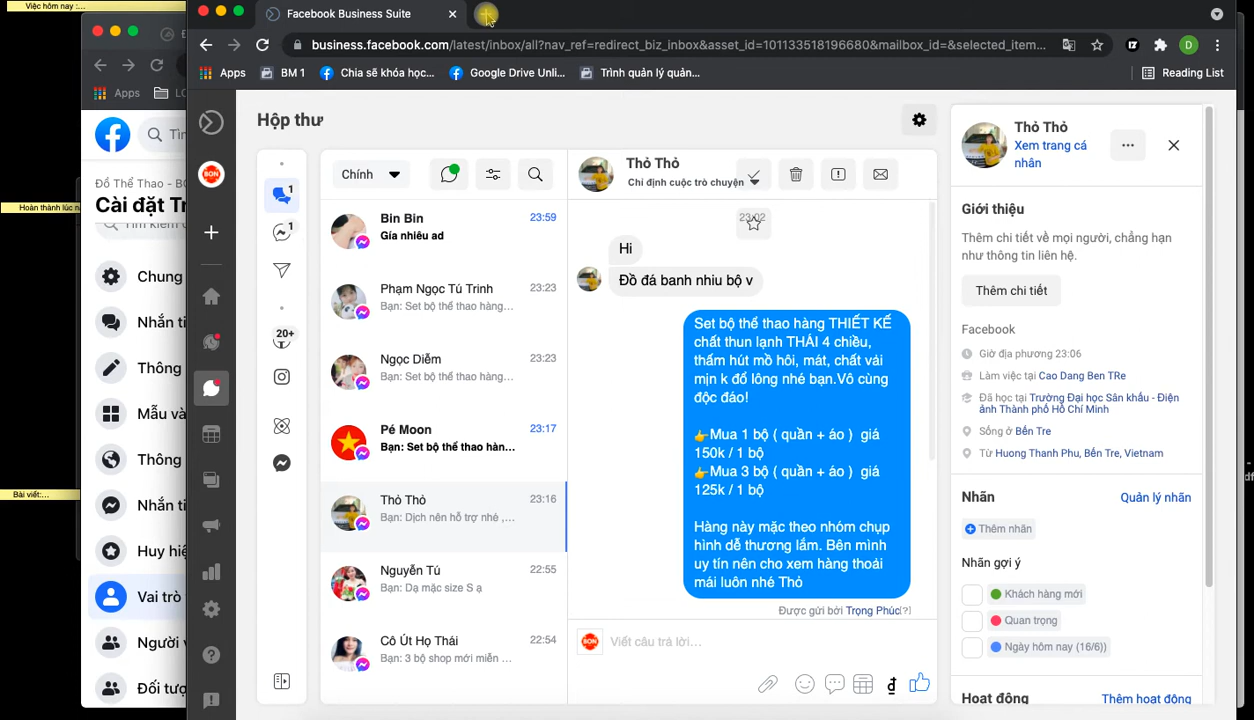 Việc hôm nay :...
Facebook Business Suite
business.facebook.com/latest/inbox/all?nav_ref=redirect_biz_inbox&asset_id=101133518196680&mailbox_id=&selected_item...
D
Apps
BM 1
Chia sẽ khóa học...
Google Drive Unli...
Trình quản lý quản...
Reading List
Apps
Tìn
Đồ Thể Thao - BO
Cài đặt Tr
Tìm kiếm c
Hoàn thành lúc n
Chung
Nhắn ti
Thông
Mẫu và
Thông
Nhắn ti
Bài viết:...
Huy hiệ
Vai trò
Người v
Đối tượ
BON
Hộp thư
1
1
20+
Chính
Bin Bin
23:59
Gía nhiêu ad
Phạm Ngọc Tú Trinh
23:23
Bạn: Set bộ thể thao hàng...
Ngọc Diễm
23:23
Bạn: Set bộ thể thao hàng...
Pé Moon
23:17
Bạn: Set bộ thể thao hàn...
Thỏ Thỏ
23:16
Bạn: Dịch nên hỗ trợ nhé ,...
Nguyễn Tú
22:55
Bạn: Dạ mặc size S ạ
Cô Út Họ Thái
22:54
Bạn: 3 bộ shop mới miễn ...
Thỏ Thỏ
Chỉ định cuộc trò chuyện
23:02
Hi
Đồ đá banh nhiu bộ v
Set bộ thể thao hàng THIẾT KẾ
chất thun lạnh THÁI 4 chiều,
thấm hút mồ hôi, mát, chất vải
mịn k đổ lông nhé bạn.Vô cùng
độc đáo!
👉Mua 1 bộ ( quần + áo ) giá
150k / 1 bộ
👉Mua 3 bộ ( quần + áo ) giá
125k / 1 bộ
Hàng này mặc theo nhóm chụp
hình dễ thương lắm. Bên mình
uy tín nên cho xem hàng thoải
mái luôn nhé Thỏ
Được gửi bởi Trọng Phúc[?]
BON
Viết câu trả lời...
đ
Thỏ Thỏ
Xem trang cá
nhân
Giới thiệu
Thêm chi tiết về mọi người, chẳng hạn
như thông tin liên hệ.
Thêm chi tiết
Facebook
Giờ địa phương 23:06
Làm việc tại Cao Dang Ben TRe
Đã học tại Trường Đại học Sân khấu - Điện
ảnh Thành phố Hồ Chí Minh
Sống ở Bến Tre
Từ Huong Thanh Phu, Bến Tre, Vietnam
Nhãn
Quản lý nhãn
Thêm nhãn
Nhãn gợi ý
Khách hàng mới
Quan trọng
Ngày hôm nay (16/6))
Hoạt động
Thêm hoạt động